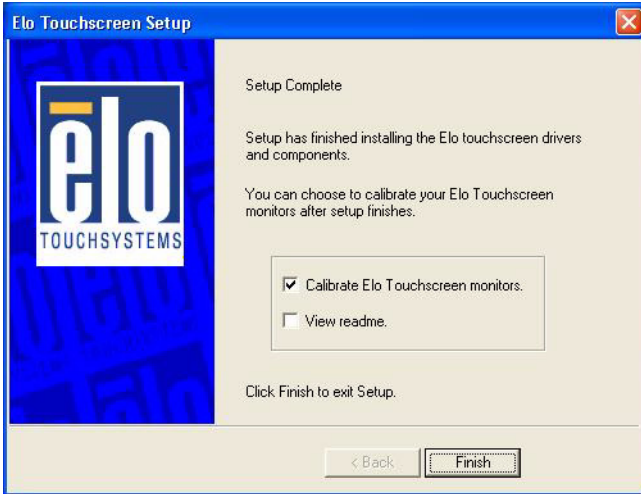 Elo Touchscreen Setup
elo
TOUCHSYSTEMS
Setup Complete
Setup has finished installing the Elo touchscreen drivers
and components.
You can choose to calibrate your Elo Touchscreen
monitors after setup finishes.
Calibrate Elo Touchscreen monitors.
View readme.
Click Finish to exit Setup.
< Back
Finish